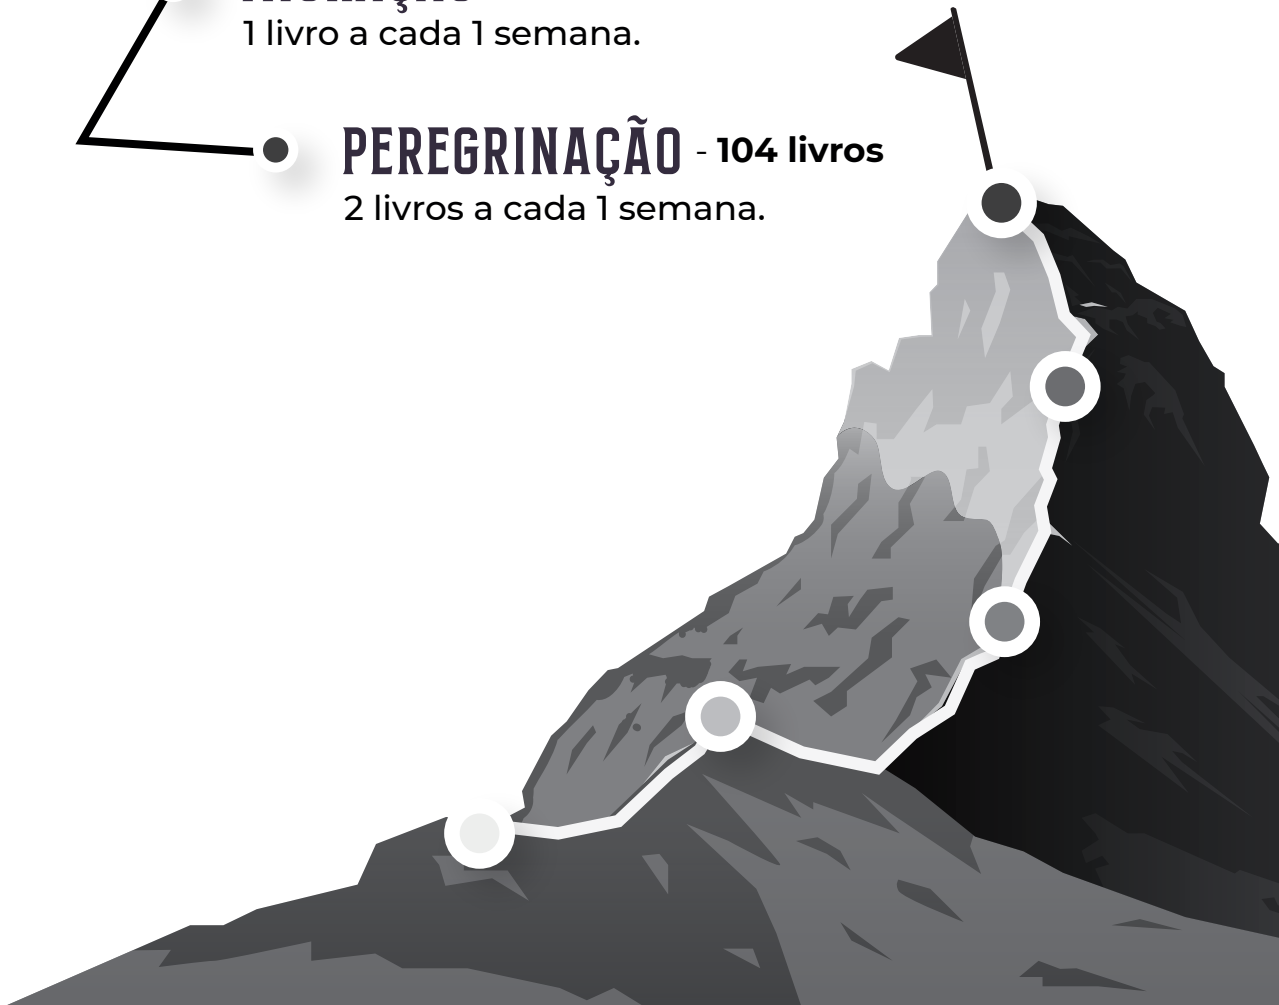 1 livro a cada 1 semana.
PEREGRINAÇÃO - 104 livros
2 livros a cada 1 semana.